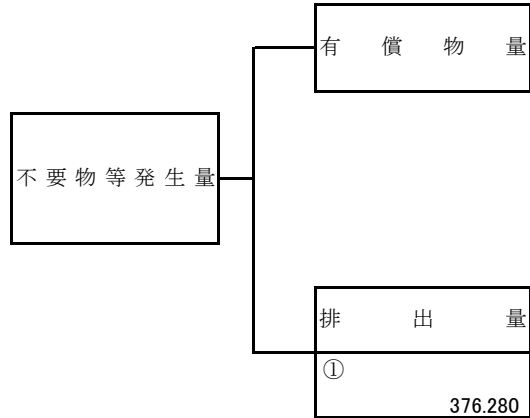 有償物量
不要物等発生量
排出量
①
376.280